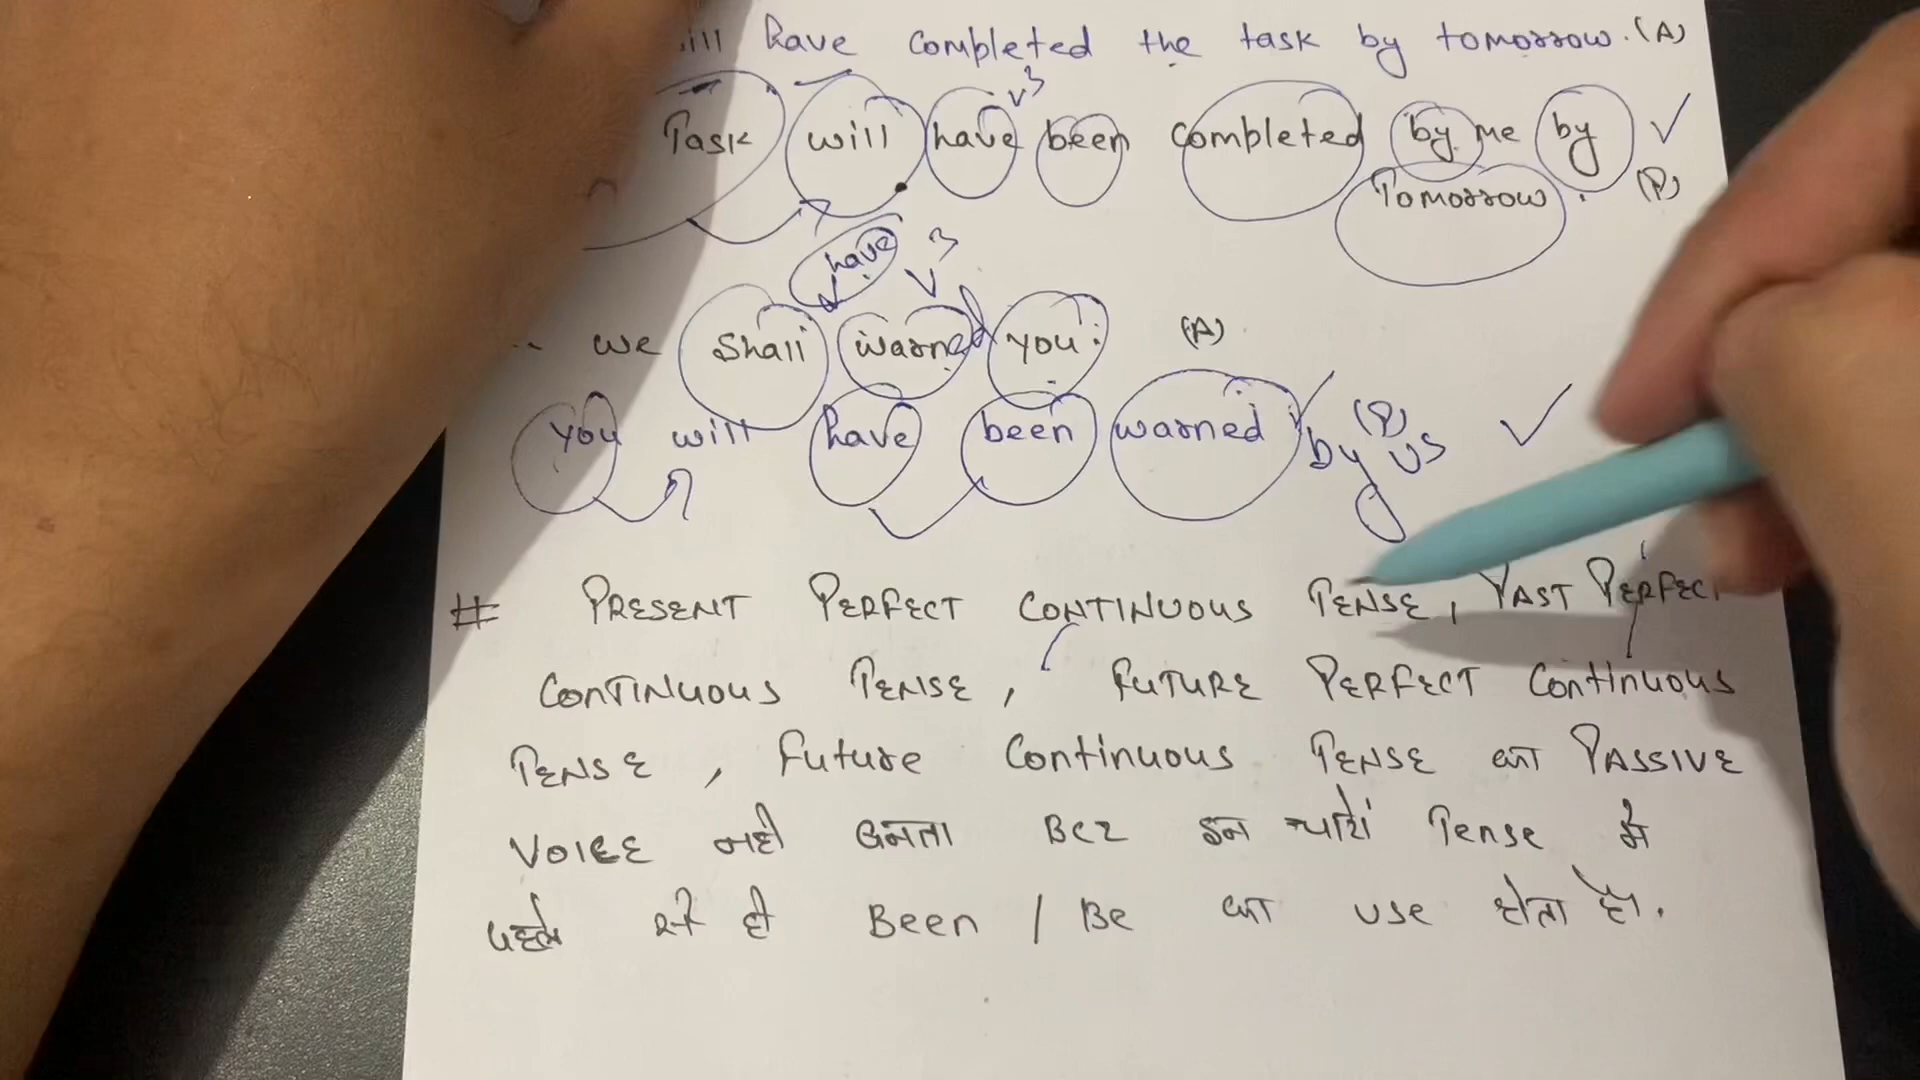 will have completed the task by tomorrow. (A)
Task will have been completed by me by ✓
Tomorrow. (P)
v3
have v3
we shall warned you. (A)
you will have been warned by us (P) ✓
# PRESENT PERFECT CONTINUOUS TENSE, PAST PERFECT
CONTINUOUS TENSE, FUTURE PERFECT CONTINUOUS
TENSE, Future Continuous TENSE का PASSIVE
VOICE नही बनता BCZ इन चारो Tense मे
पहले से ही Been / Be का use होता है।